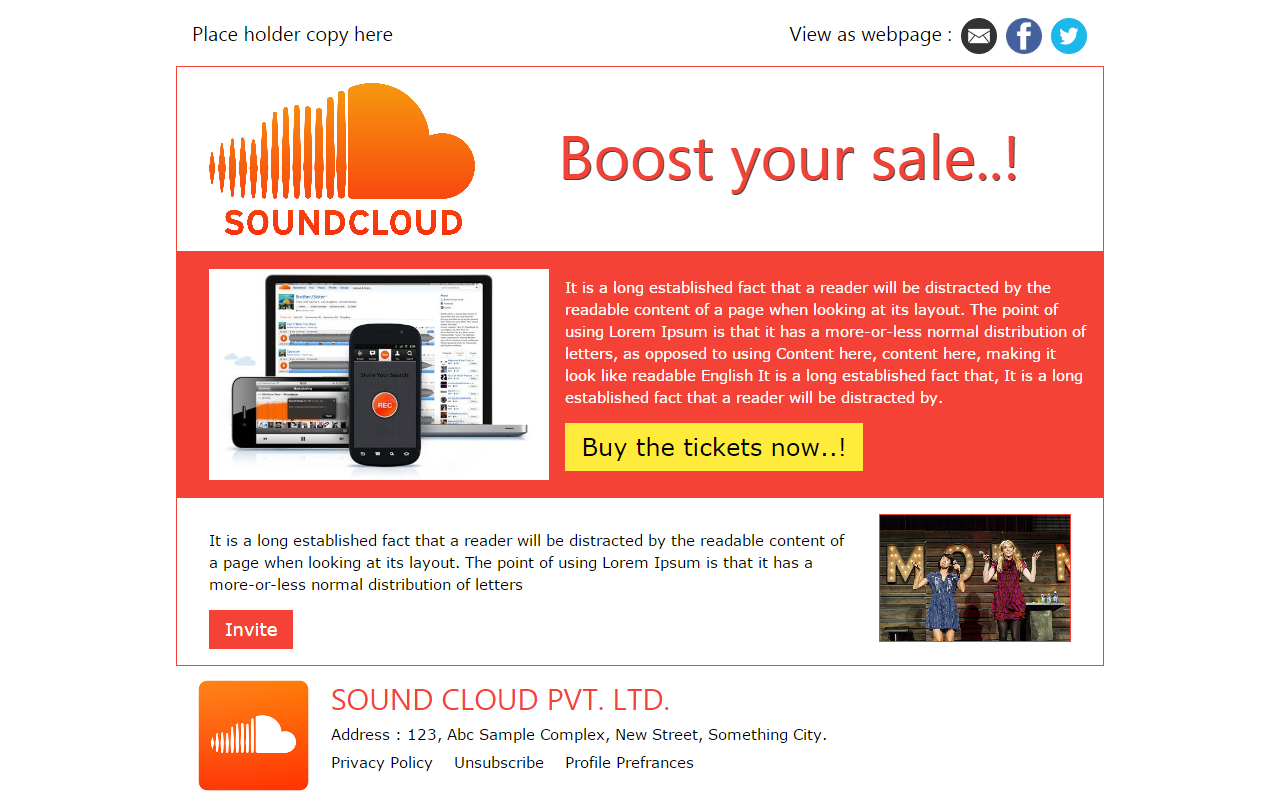 Place holder copy here
View as webpage :
SOUNDCLOUD
Boost your sale..!
It is a long established fact that a reader will be distracted by the
readable content of a page when looking at its layout. The point of
using Lorem Ipsum is that it has a more-or-less normal distribution of
letters, as opposed to using Content here, content here, making it
look like readable English It is a long established fact that, It is a long
established fact that a reader will be distracted by.
Brother/Sister
Share Your Sounds
REC
Buy the tickets now..!
It is a long established fact that a reader will be distracted by the readable content of
a page when looking at its layout. The point of using Lorem Ipsum is that it has a
more-or-less normal distribution of letters
Invite
SOUND CLOUD PVT. LTD.
Address : 123, Abc Sample Complex, New Street, Something City.
Privacy Policy Unsubscribe Profile Prefrances